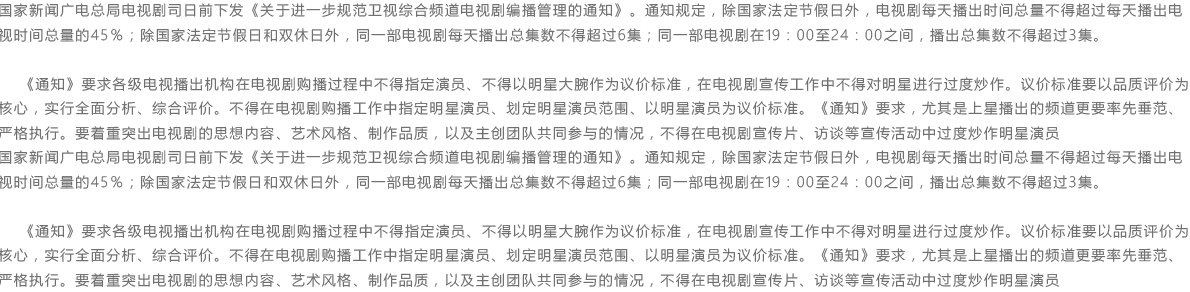 国家新闻广电总局电视剧司日前下发《关于进一步规范卫视综合频道电视剧编播管理的通知》。通知规定，除国家法定节假日外，电视剧每天播出时间总量不得超过每天播出电
视时间总量的45％；除国家法定节假日和双休日外，同一部电视剧每天播出总集数不得超过6集；同一部电视剧在19：00至24：00之间，播出总集数不得超过3集。
《通知》要求各级电视播出机构在电视剧购播过程中不得指定演员、不得以明星大腕作为议价标准，在电视剧宣传工作中不得对明星进行过度炒作。议价标准要以品质评价为
核心，实行全面分析、综合评价。不得在电视剧购播工作中指定明星演员、划定明星演员范围、以明星演员为议价标准。《通知》要求，尤其是上星播出的频道更要率先垂范、
严格执行。要着重突出电视剧的思想内容、艺术风格、制作品质，以及主创团队共同参与的情况，不得在电视剧宣传片、访谈等宣传活动中过度炒作明星演员
国家新闻广电总局电视剧司日前下发《关于进一步规范卫视综合频道电视剧编播管理的通知》。通知规定，除国家法定节假日外，电视剧每天播出时间总量不得超过每天播出电
视时间总量的45％；除国家法定节假日和双休日外，同一部电视剧每天播出总集数不得超过6集；同一部电视剧在19：00至24：00之间，播出总集数不得超过3集。
《通知》要求各级电视播出机构在电视剧购播过程中不得指定演员、不得以明星大腕作为议价标准，在电视剧宣传工作中不得对明星进行过度炒作。议价标准要以品质评价为
核心，实行全面分析、综合评价。不得在电视剧购播工作中指定明星演员、划定明星演员范围、以明星演员为议价标准。《通知》要求，尤其是上星播出的频道更要率先垂范、
严格执行。要着重突出电视剧的思想内容、艺术风格、制作品质，以及主创团队共同参与的情况，不得在电视剧宣传片、访谈等宣传活动中过度炒作明星演员